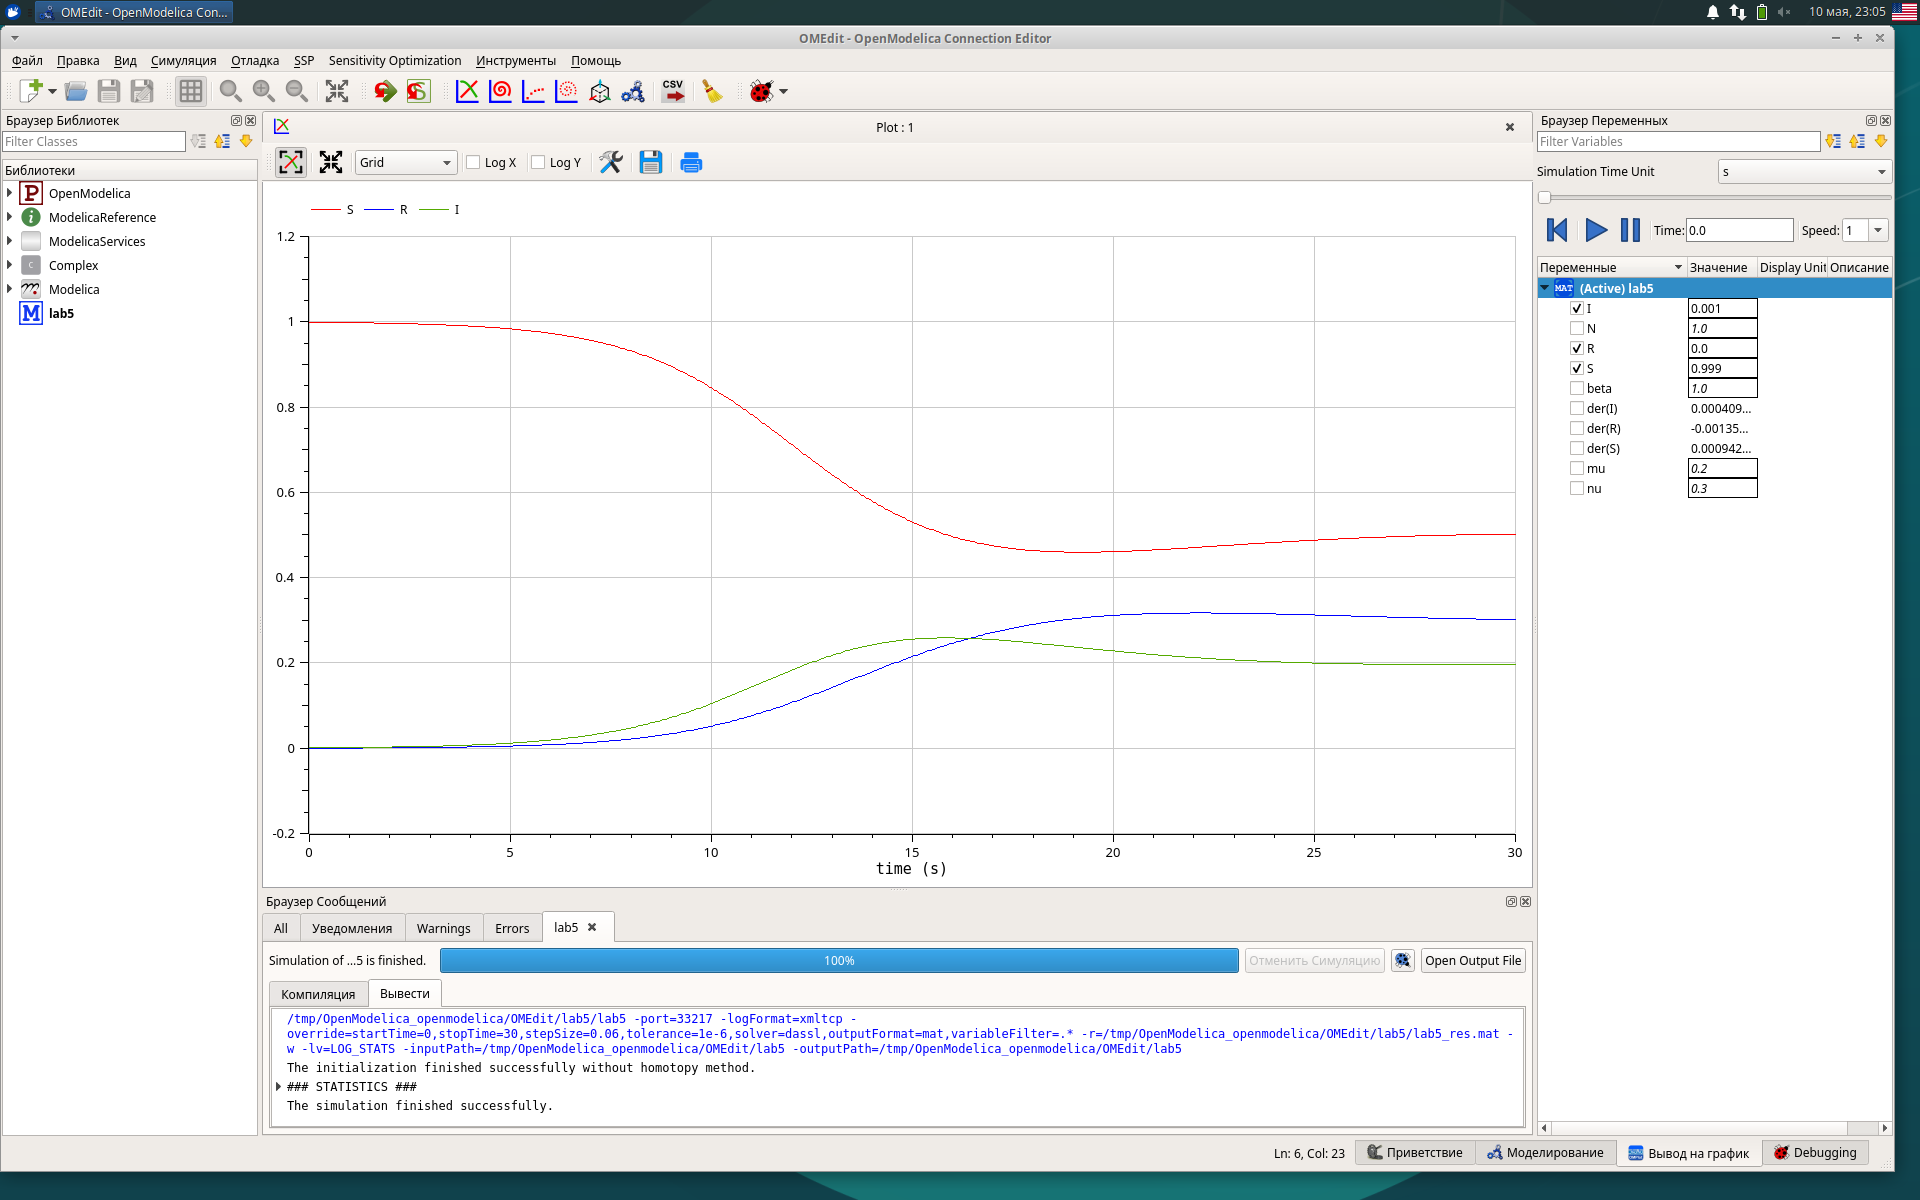 OMEdit - OpenModelica Con...
10 мая, 23:05
OMEdit - OpenModelica Connection Editor
Файл Правка Вид Симуляция Отладка SSP Sensitivity Optimization Инструменты Помощь
CSV
Браузер Библиотек
Filter Classes
Библиотеки
P OpenModelica
i ModelicaReference
ModelicaServices
C Complex
Modelica
M lab5
Plot : 1
Grid Log X Log Y
S R I
1.2
1
0.8
0.6
0.4
0.2
0
-0.2
0 5 10 15 20 25 30
time (s)
Браузер Переменных
Filter Variables
Simulation Time Unit s
Time: 0.0 Speed: 1
Переменные Значение Display Unit Описание
MAT (Active) lab5
I 0.001
N 1.0
R 0.0
S 0.999
beta 1.0
der(I) 0.000409...
der(R) -0.00135...
der(S) 0.000942...
mu 0.2
nu 0.3
Браузер Сообщений
All Уведомления Warnings Errors lab5
Simulation of ...5 is finished. 100% Отменить Симуляцию Open Output File
Компиляция Вывести
/tmp/OpenModelica_openmodelica/OMEdit/lab5/lab5 -port=33217 -logFormat=xmltcp -
override=startTime=0,stopTime=30,stepSize=0.06,tolerance=1e-6,solver=dassl,outputFormat=mat,variableFilter=.* -r=/tmp/OpenModelica_openmodelica/OMEdit/lab5/lab5_res.mat -
w -lv=LOG_STATS -inputPath=/tmp/OpenModelica_openmodelica/OMEdit/lab5 -outputPath=/tmp/OpenModelica_openmodelica/OMEdit/lab5
The initialization finished successfully without homotopy method.
### STATISTICS ###
The simulation finished successfully.
Ln: 6, Col: 23 Приветствие Моделирование Вывод на график Debugging